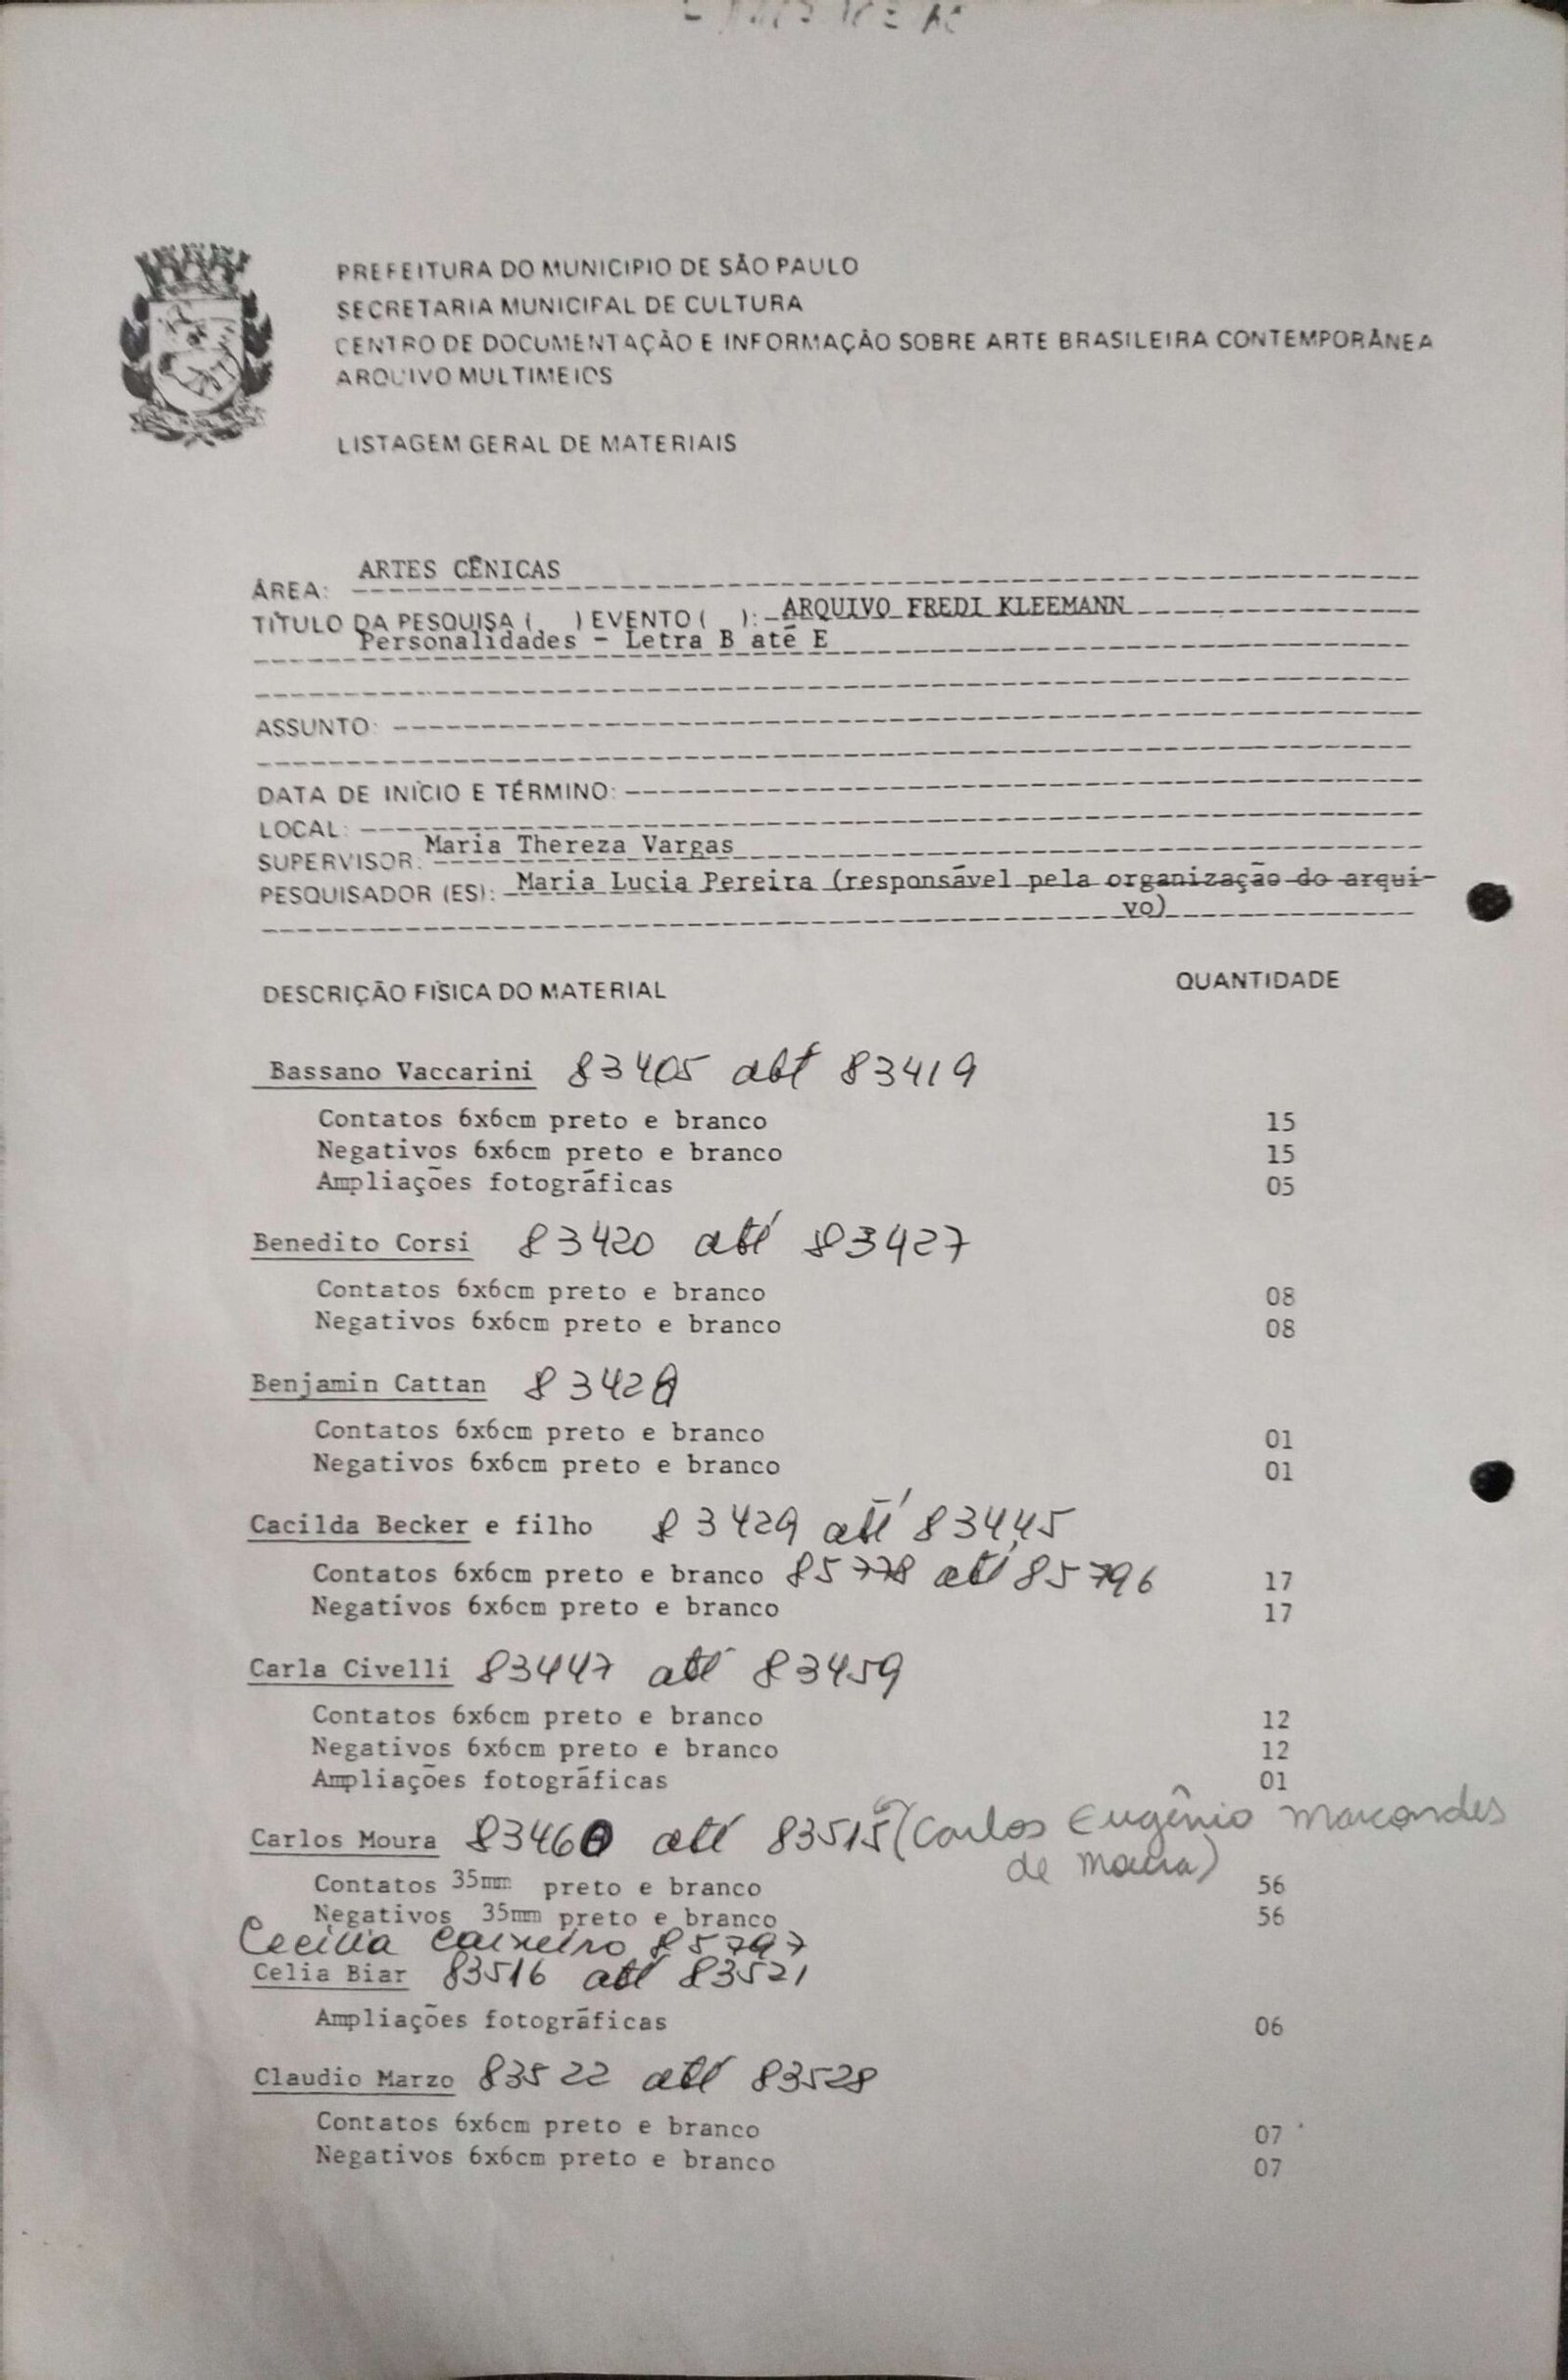 PREFEITURA DO MUNICIPIO DE SÃO PAULO
SECRETARIA MUNICIPAL DE CULTURA
CENTRO DE DOCUMENTAÇÃO E INFORMAÇÃO SOBRE ARTE BRASILEIRA CONTEMPORÂNEA
ARQUIVO MULTIMEIOS
LISTAGEM GERAL DE MATERIAIS
ÁREA: ARTES CÊNICAS
TÍTULO DA PESQUISA ( ) EVENTO ( ): ARQUIVO FREDI KLEEMANN
Personalidades - Letra B até E
ASSUNTO:
DATA DE INÍCIO E TÉRMINO:
LOCAL:
SUPERVISOR: Maria Thereza Vargas
PESQUISADOR (ES): Maria Lucia Pereira (responsável pela organização do arqui-
vo)
DESCRIÇÃO FÍSICA DO MATERIAL QUANTIDADE
Bassano Vaccarini 83405 até 83419
Contatos 6x6cm preto e branco 15
Negativos 6x6cm preto e branco 15
Ampliações fotográficas 05
Benedito Corsi 83420 até 83427
Contatos 6x6cm preto e branco 08
Negativos 6x6cm preto e branco 08
Benjamin Cattan 83428
Contatos 6x6cm preto e branco 01
Negativos 6x6cm preto e branco 01
Cacilda Becker e filho 83429 até 83445
Contatos 6x6cm preto e branco 85778 até 85796 17
Negativos 6x6cm preto e branco 17
Carla Civelli 83447 até 83459
Contatos 6x6cm preto e branco 12
Negativos 6x6cm preto e branco 12
Ampliações fotográficas 01
Carlos Moura 83460 até 83515 (Carlos Eugênio Marcondes
de Moura)
Contatos 35mm preto e branco 56
Negativos 35mm preto e branco 56
Cecilia 85797
Celia Biar 83516 até 83521
Ampliações fotográficas 06
Claudio Marzo 83522 até 83528
Contatos 6x6cm preto e branco 07
Negativos 6x6cm preto e branco 07